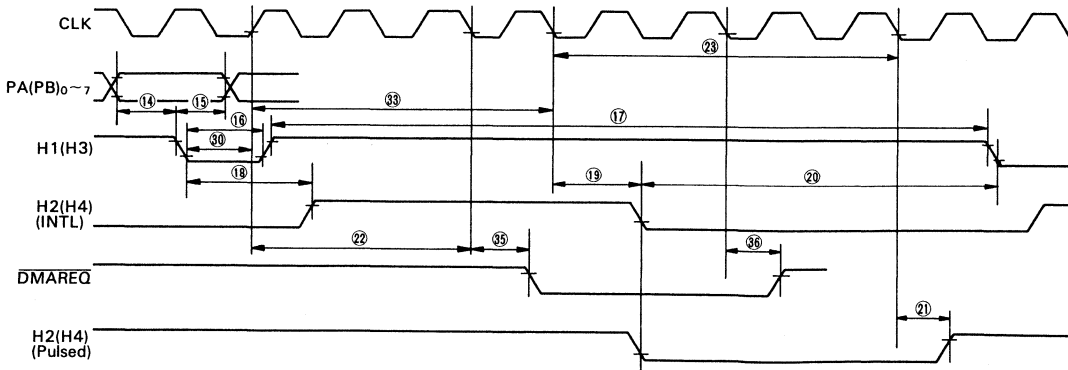 CLK
㉓
PA(PB)₀~₇
⑭ ⑮ ㉝
⑯ ⑰
H1(H3)
㉚
⑱ ⑲ ⑳
H2(H4)
(INTL)
㉒ ㉟ ㊱
DMAREQ
㉑
H2(H4)
(Pulsed)